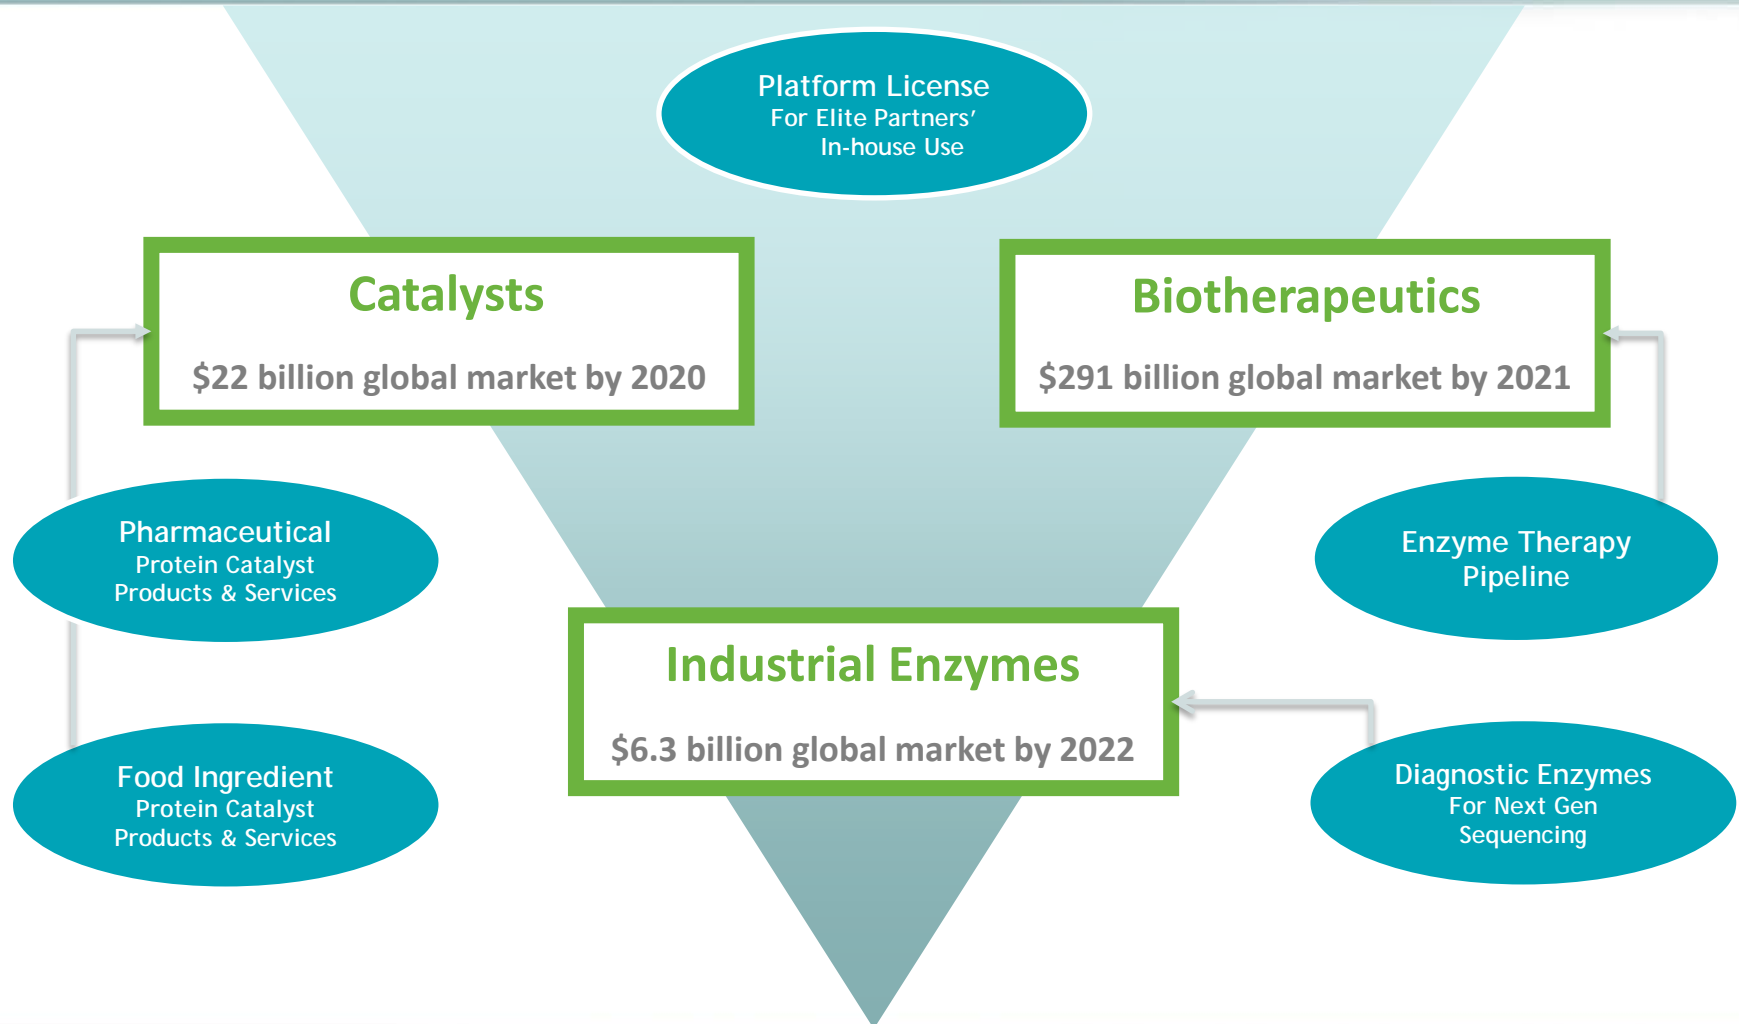 Platform License
For Elite Partners’
In-house Use
Catalysts
$22 billion global market by 2020
Biotherapeutics
$291 billion global market by 2021
Pharmaceutical
Protein Catalyst
Products & Services
Enzyme Therapy
Pipeline
Industrial Enzymes
$6.3 billion global market by 2022
Food Ingredient
Protein Catalyst
Products & Services
Diagnostic Enzymes
For Next Gen
Sequencing